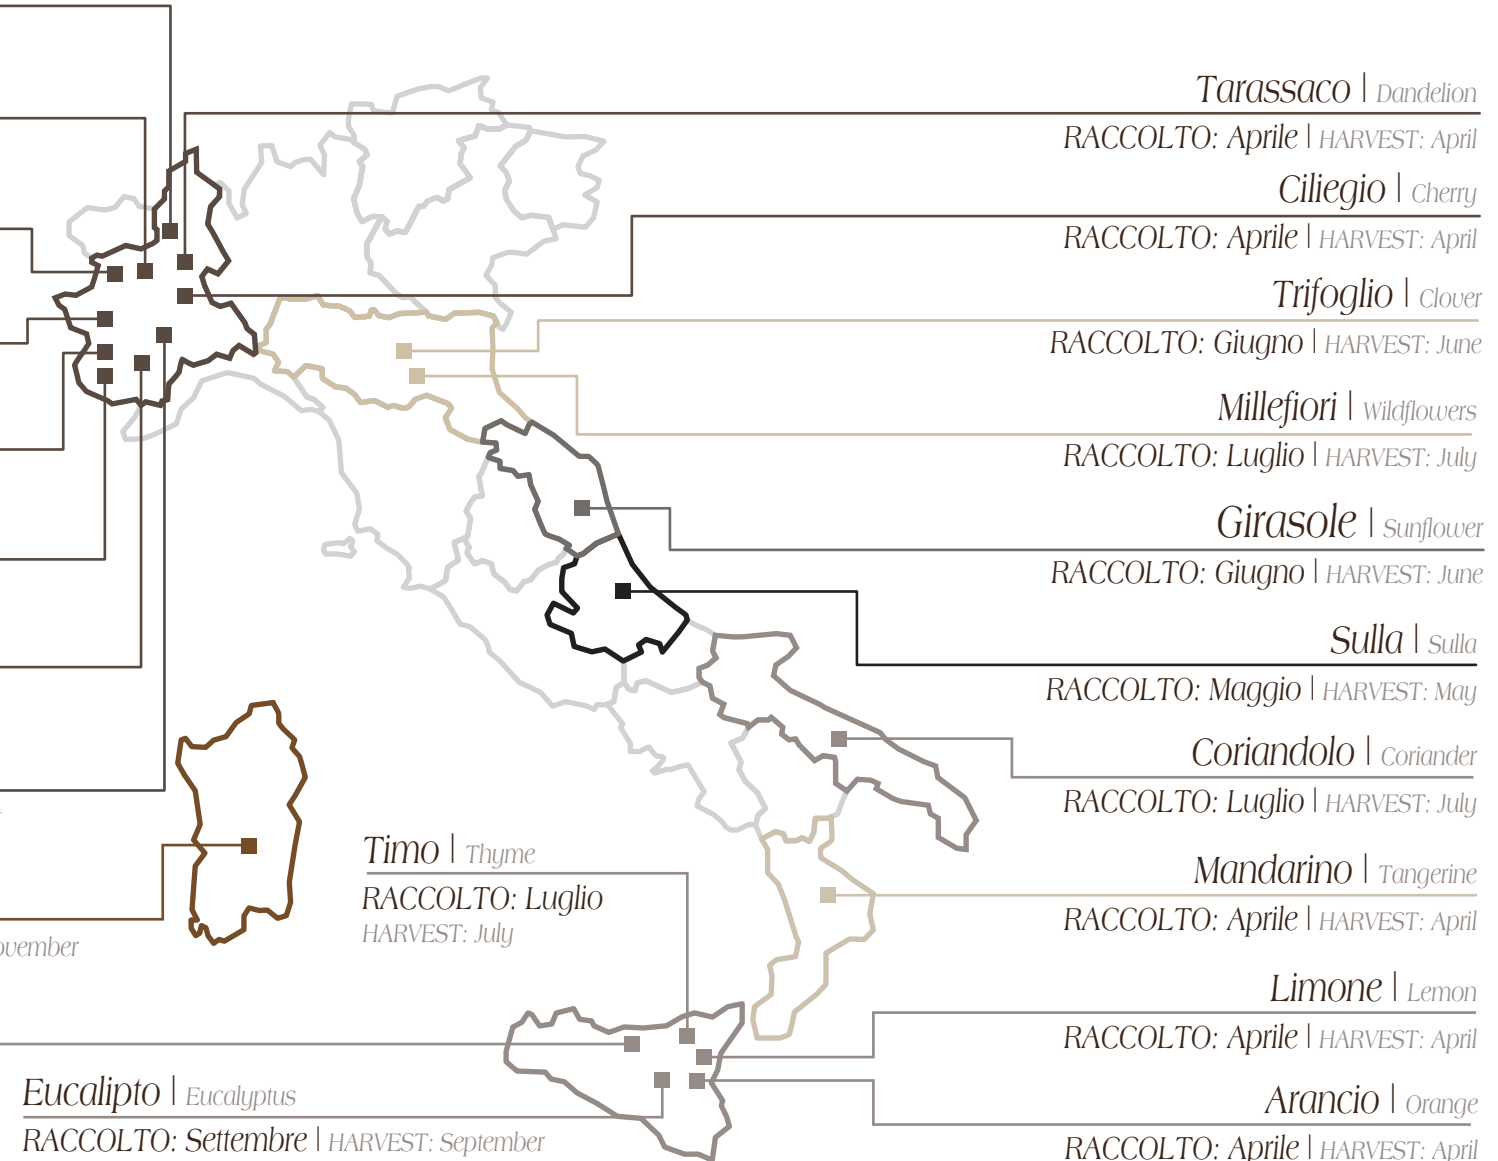 Tarassaco | Dandelion
RACCOLTO: Aprile | HARVEST: April
Ciliegio | Cherry
RACCOLTO: Aprile | HARVEST: April
Trifoglio | Clover
RACCOLTO: Giugno | HARVEST: June
Millefiori | Wildflowers
RACCOLTO: Luglio | HARVEST: July
Girasole | Sunflower
RACCOLTO: Giugno | HARVEST: June
Sulla | Sulla
RACCOLTO: Maggio | HARVEST: May
Coriandolo | Coriander
RACCOLTO: Luglio | HARVEST: July
Mandarino | Tangerine
RACCOLTO: Aprile | HARVEST: April
Limone | Lemon
RACCOLTO: Aprile | HARVEST: April
Arancio | Orange
RACCOLTO: Aprile | HARVEST: April
Timo | Thyme
RACCOLTO: Luglio
HARVEST: July
ovember
Eucalipto | Eucalyptus
RACCOLTO: Settembre | HARVEST: September